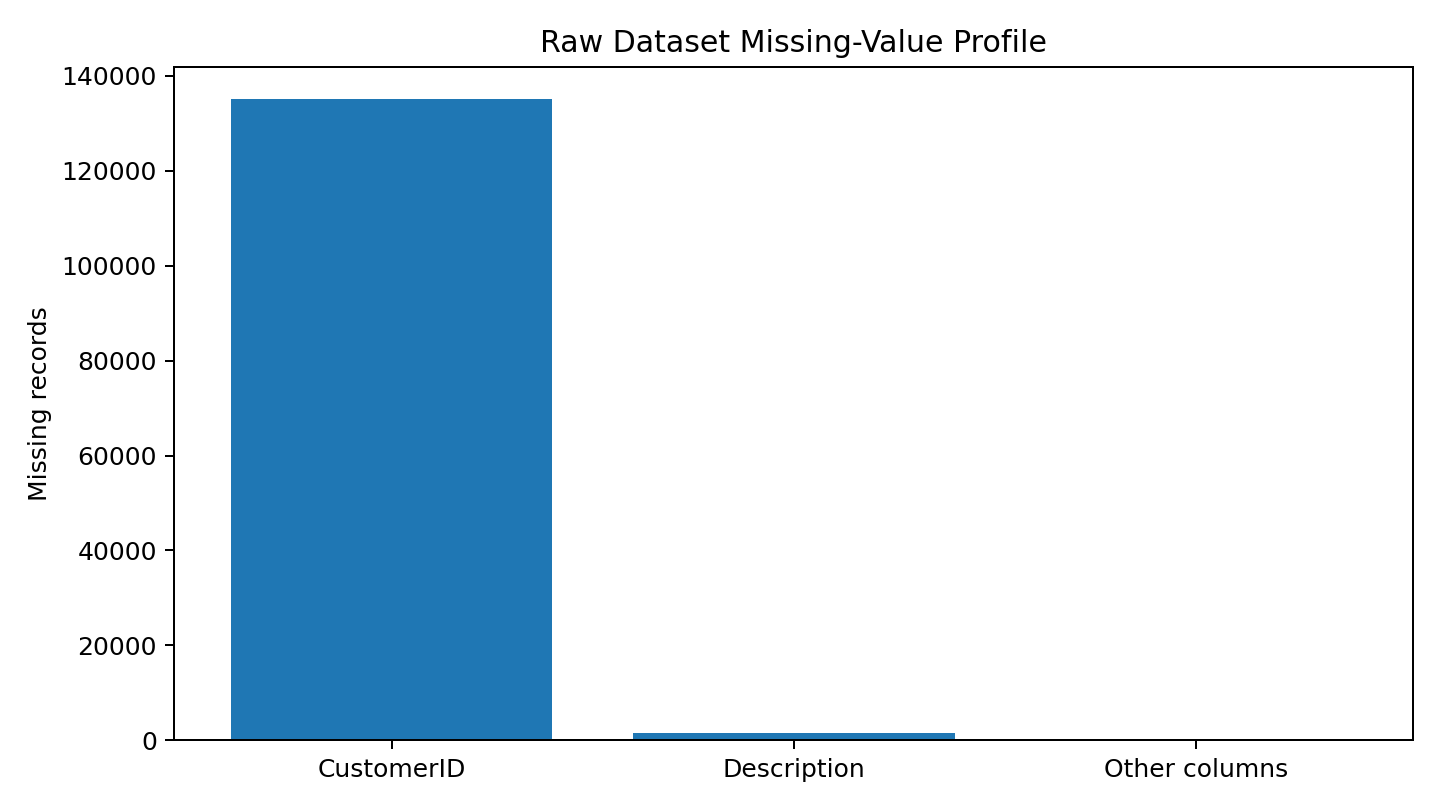 Raw Dataset Missing-Value Profile
140000
120000
100000
80000
60000
40000
20000
0
Missing records
CustomerID
Description
Other columns